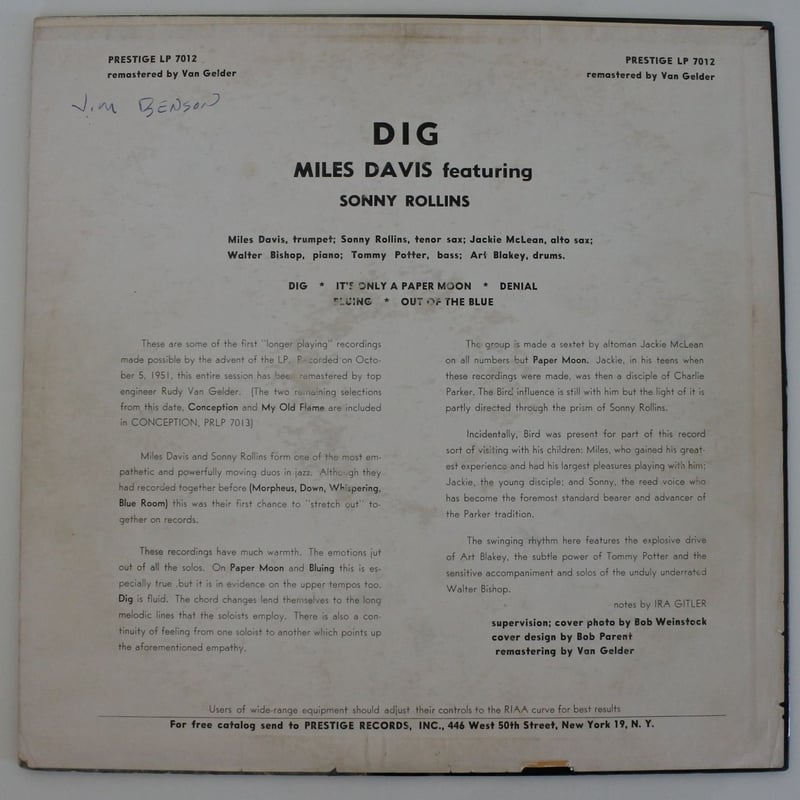 PRESTIGE LP 7012
remastered by Van Gelder
PRESTIGE LP 7012
remastered by Van Gelder
Jim BENSON
DIG
MILES DAVIS featuring
SONNY ROLLINS
Miles Davis, trumpet; Sonny Rollins, tenor sax; Jackie McLean, alto sax;
Walter Bishop, piano; Tommy Potter, bass; Art Blakey, drums.
DIG * IT'S ONLY A PAPER MOON * DENIAL
BLUING * OUT OF THE BLUE
These are some of the first "longer playing" recordings
made possible by the advent of the LP. Recorded on Octo-
ber 5, 1951, this entire session has been remastered by top
engineer Rudy Van Gelder. (The two remaining selections
from this date, Conception and My Old Flame are included
in CONCEPTION, PRLP 7013)
Miles Davis and Sonny Rollins form one of the most em-
pathetic and powerfully moving duos in jazz. Although they
had recorded together before (Morpheus, Down, Whispering,
Blue Room) this was their first chance to "stretch out" to-
gether on records.
These recordings have much warmth. The emotions jut
out of all the solos. On Paper Moon and Bluing this is es-
pecially true ,but it is in evidence on the upper tempos too.
Dig is fluid. The chord changes lend themselves to the long
melodic lines that the soloists employ. There is also a con-
tinuity of feeling from one soloist to another which points up
the aforementioned empathy.
The group is made a sextet by altoman Jackie McLean
on all numbers but Paper Moon. Jackie, in his teens when
these recordings were made, was then a disciple of Charlie
Parker. The Bird influence is still with him but the light of it is
partly directed through the prism of Sonny Rollins.
Incidentally, Bird was present for part of this record
sort of visiting with his children: Miles, who gained his great-
est experience and had his largest pleasures playing with him;
Jackie, the young disciple; and Sonny, the reed voice who
has become the foremost standard bearer and advancer of
the Parker tradition.
The swinging rhythm here features the explosive drive
of Art Blakey, the subtle power of Tommy Potter and the
sensitive accompaniment and solos of the unduly underrated
Walter Bishop.
notes by IRA GITLER
supervision; cover photo by Bob Weinstock
cover design by Bob Parent
remastering by Van Gelder
Users of wide-range equipment should adjust their controls to the RIAA curve for best results
For free catalog send to PRESTIGE RECORDS, INC., 446 West 50th Street, New York 19, N. Y.